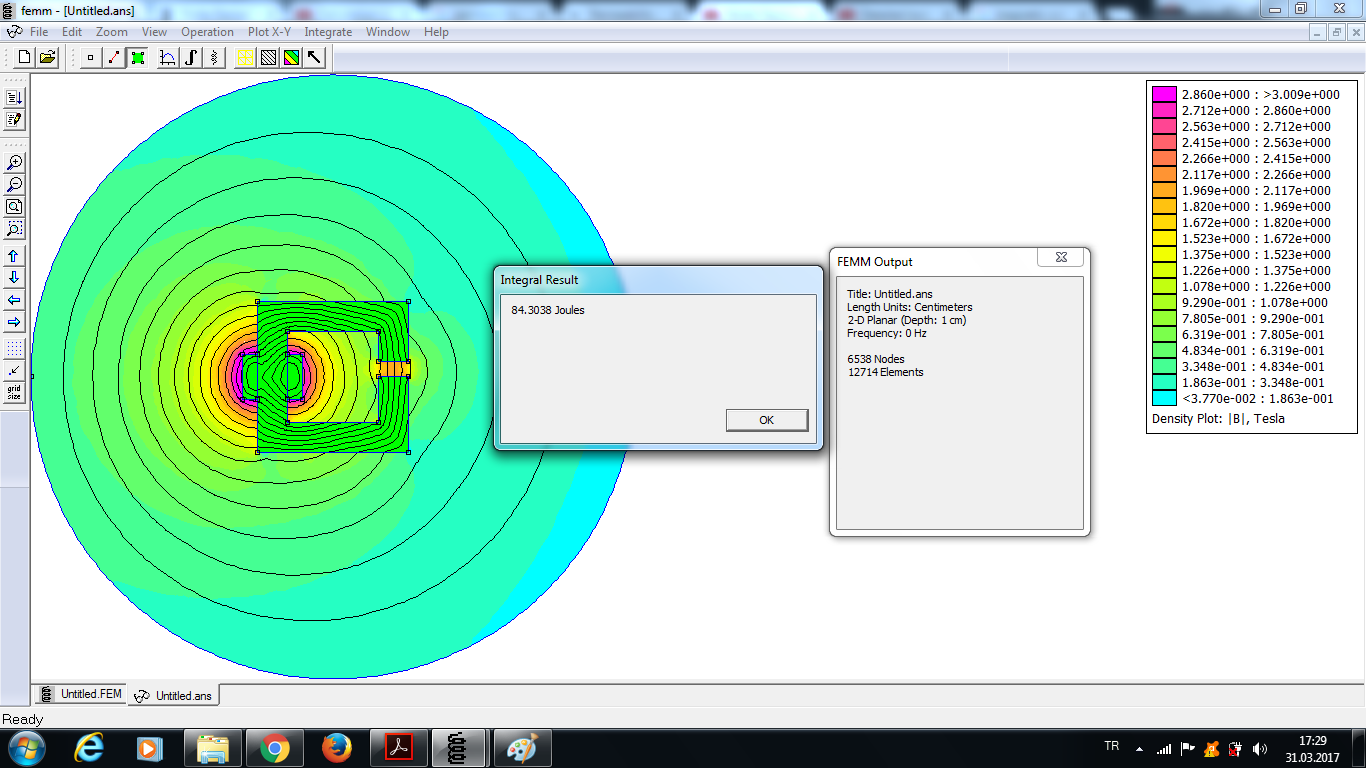 femm - [Untitled.ans]
File Edit Zoom View Operation Plot X-Y Integrate Window Help
grid
size
2.860e+000 : >3.009e+000
2.712e+000 : 2.860e+000
2.563e+000 : 2.712e+000
2.415e+000 : 2.563e+000
2.266e+000 : 2.415e+000
2.117e+000 : 2.266e+000
1.969e+000 : 2.117e+000
1.820e+000 : 1.969e+000
1.672e+000 : 1.820e+000
1.523e+000 : 1.672e+000
1.375e+000 : 1.523e+000
1.226e+000 : 1.375e+000
1.078e+000 : 1.226e+000
9.290e-001 : 1.078e+000
7.805e-001 : 9.290e-001
6.319e-001 : 7.805e-001
4.834e-001 : 6.319e-001
3.348e-001 : 4.834e-001
1.863e-001 : 3.348e-001
<3.770e-002 : 1.863e-001
Density Plot: |B|, Tesla
Integral Result
84.3038 Joules
OK
FEMM Output
Title: Untitled.ans
Length Units: Centimeters
2-D Planar (Depth: 1 cm)
Frequency: 0 Hz
6538 Nodes
12714 Elements
Untitled.FEM
Untitled.ans
Ready
TR
17:29
31.03.2017